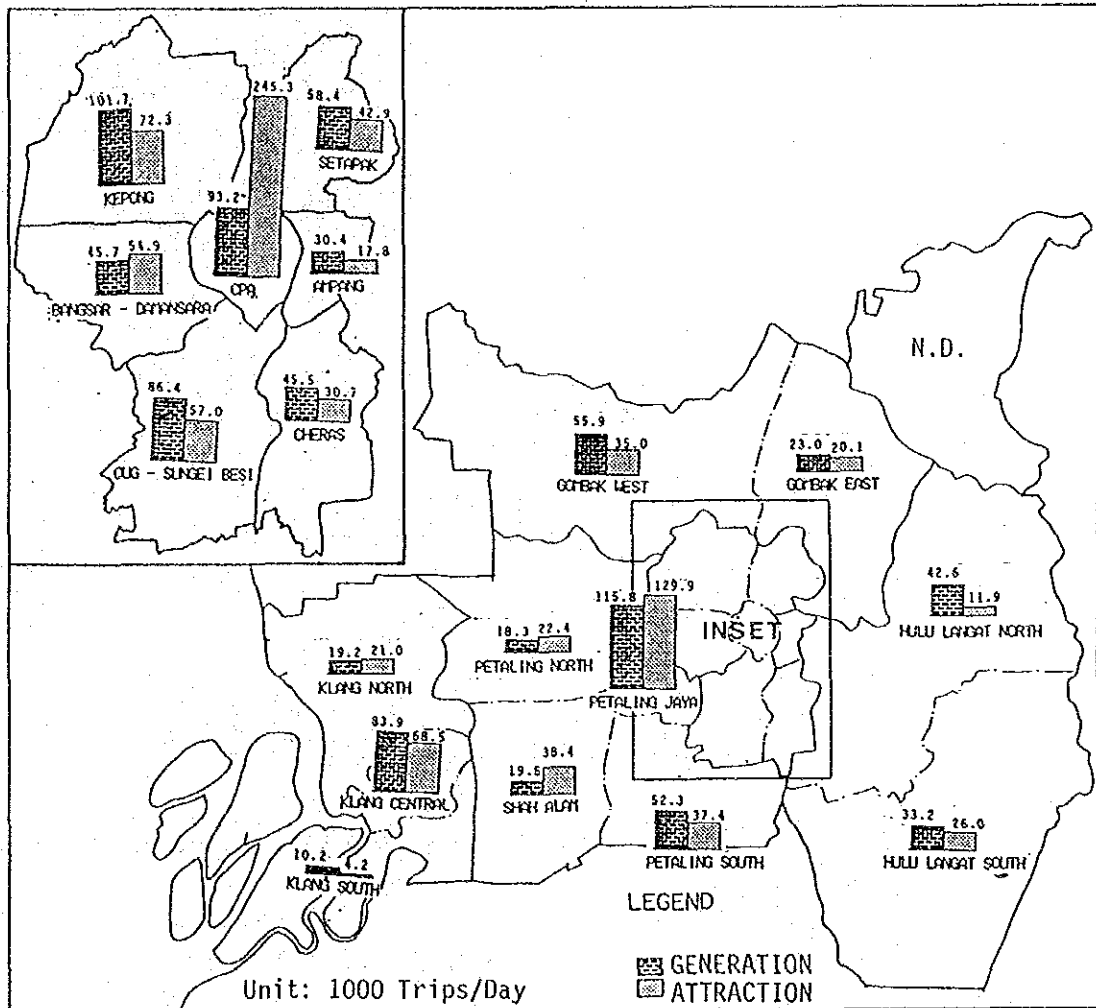 245.3
101.7
72.3
KEPONG
58.4
42.9
SETAPAK
93.2
CPA
30.4
17.8
AMPANG
45.7
BANGSAR - DAMANSARA
86.4
57.0
OUG - SUNGEI BESI
45.5
30.7
CHERAS
N.D.
55.9
35.0
GOMBAK WEST
23.0
20.1
GOMBAK EAST
42.6
11.9
HULU LANGAT NORTH
115.8
129.9
INSET
PETALING JAYA
18.3
22.4
PETALING NORTH
19.2
21.0
KLANG NORTH
83.9
68.5
KLANG CENTRAL
38.4
SHAH ALAM
52.3
37.4
PETALING SOUTH
33.2
26.0
HULU LANGAT SOUTH
10.2
4.2
KLANG SOUTH
LEGEND
GENERATION
ATTRACTION
Unit: 1000 Trips/Day